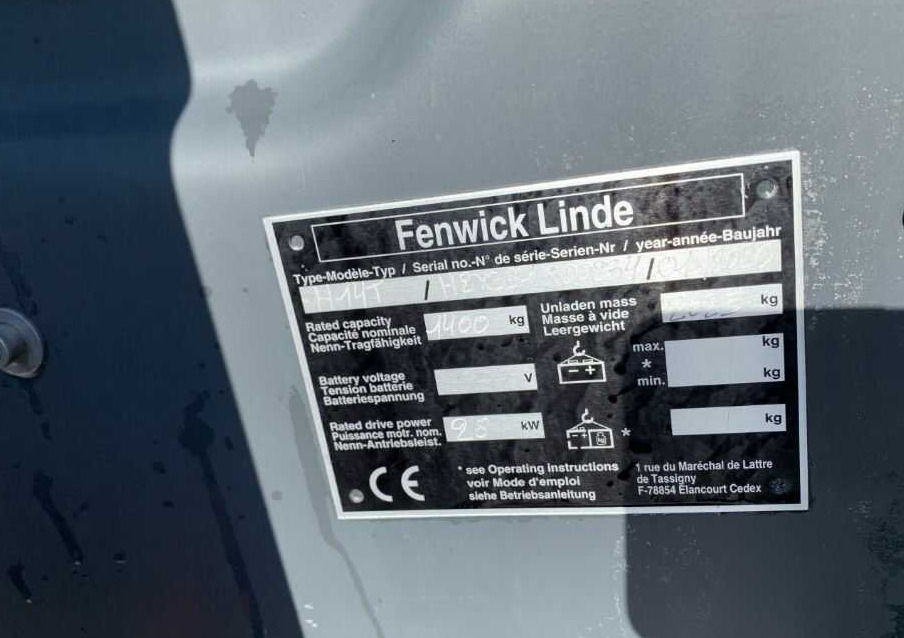 Fenwick Linde
Type-Modèle-Typ / Serial no.-N° de série-Serien-Nr / year-année-Baujahr
H14T / /
Rated capacity
Capacité nominale
Nenn-Tragfähigkeit
1400 kg
Unladen mass
Masse à vide
Leergewicht
kg
Battery voltage
Tension batterie
Batteriespannung
V
- +
max. kg
*
min. kg
Rated drive power
Puissance motr. nom.
Nenn-Antriebsleist.
kW
- +
* kg
CE
* see Operating Instructions
voir Mode d'emploi
siehe Betriebsanleitung
1 rue du Maréchal de Lattre
de Tassigny
F-78854 Elancourt Cedex